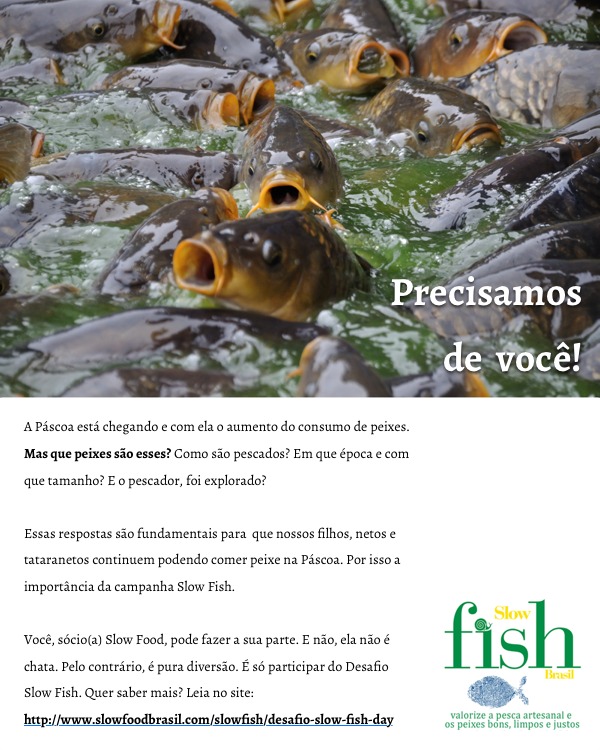 Precisamos
de você!
A Páscoa está chegando e com ela o aumento do consumo de peixes.
Mas que peixes são esses? Como são pescados? Em que época e com
que tamanho? E o pescador, foi explorado?
Essas respostas são fundamentais para que nossos filhos, netos e
tataranetos continuem podendo comer peixe na Páscoa. Por isso a
importância da campanha Slow Fish.
Você, sócio(a) Slow Food, pode fazer a sua parte. E não, ela não é
chata. Pelo contrário, é pura diversão. É só participar do Desafio
Slow Fish. Quer saber mais? Leia no site:
http://www.slowfoodbrasil.com/slowfish/desafio-slow-fish-day
Slow
fish
Brasil
valorize a pesca artesanal e
os peixes bons, limpos e justos